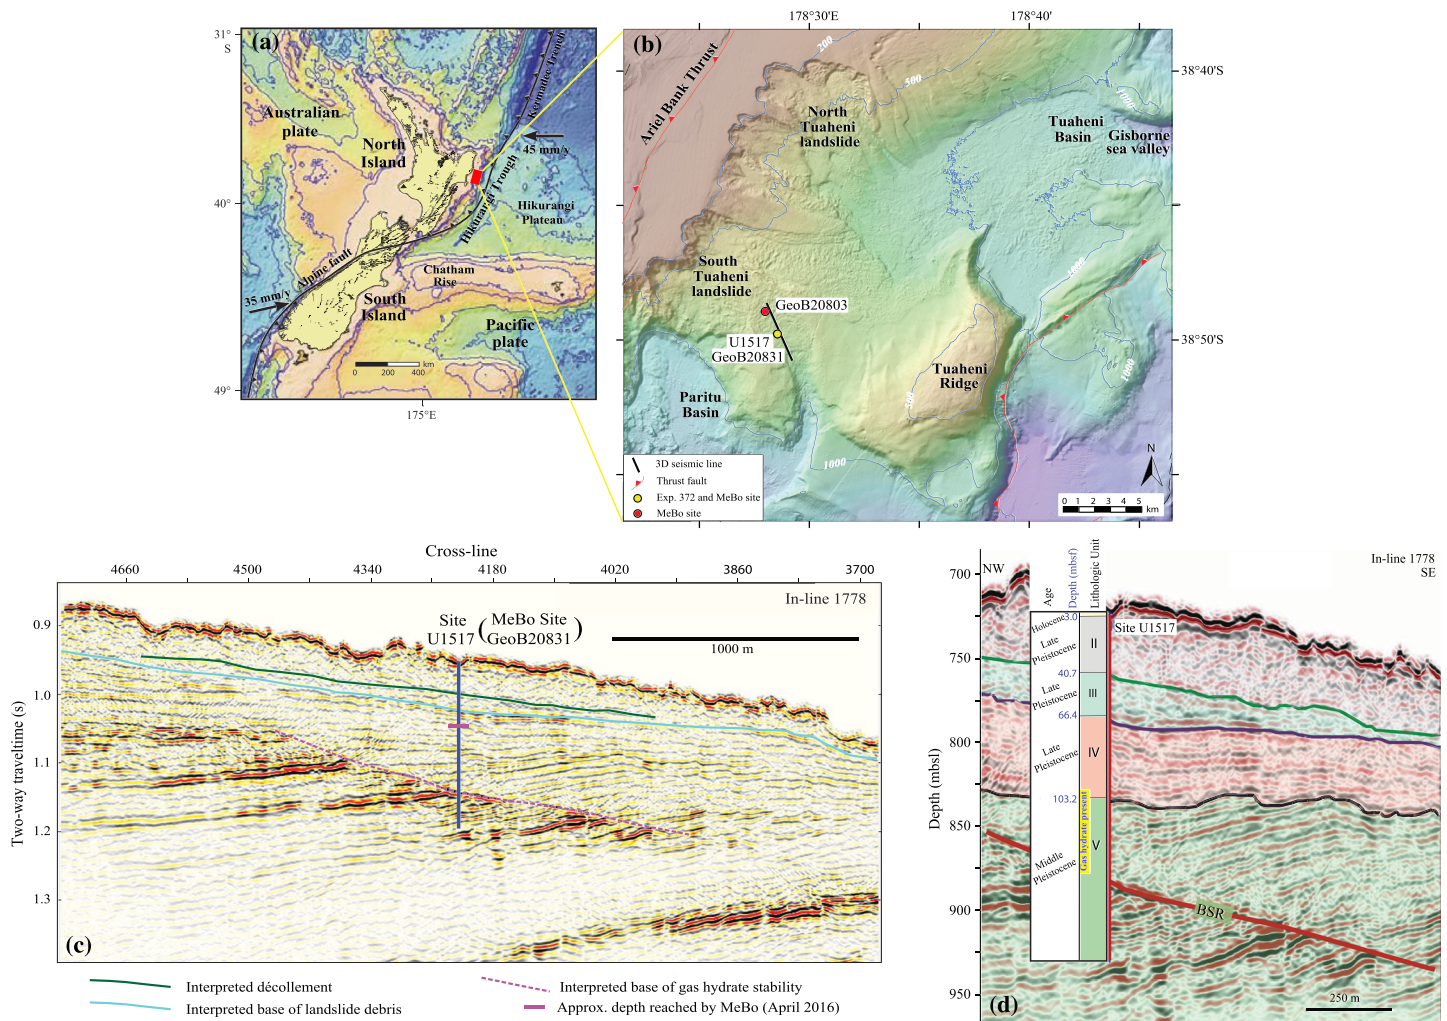 (a)
31°
S
40°
49°
175°E
Australian
plate
North
Island
Kermadec Trench
45 mm/y
Hikurangi Trough
Hikurangi
Plateau
Alpine fault
Chatham
Rise
35 mm/y
South
Island
Pacific
plate
0 200 400
km
178°30'E
178°40'
(b)
38°40'S
38°50'S
Ariel Bank Thrust
200
500
1000
North
Tuaheni
landslide
Tuaheni
Basin
Gisborne
sea valley
South
Tuaheni
landslide
1000
GeoB20803
U1517
GeoB20831
Tuaheni
Ridge
1000
Paritu
Basin
1000
3D seismic line
Thrust fault
Exp. 372 and MeBo site
MeBo site
N
0 1 2 3 4 5
km
Cross-line
4660 4500 4340 4180 4020 3860 3700
In-line 1778
Site
U1517
(MeBo Site
GeoB20831)
1000 m
Two-way traveltime (s)
0.9
1.0
1.1
1.2
1.3
(c)
Interpreted décollement
Interpreted base of landslide debris
Interpreted base of gas hydrate stability
Approx. depth reached by MeBo (April 2016)
In-line 1778
NW
SE
Depth (mbsl)
700
750
800
850
900
950
Age
Depth (mbsf)
Lithologic Unit
Holocene
3.0
Late
Pleistocene
II
40.7
Late
Pleistocene
III
66.4
Late
Pleistocene
IV
103.2
Gas hydrate present
Middle
Pleistocene
V
Site U1517
BSR
(d)
250 m